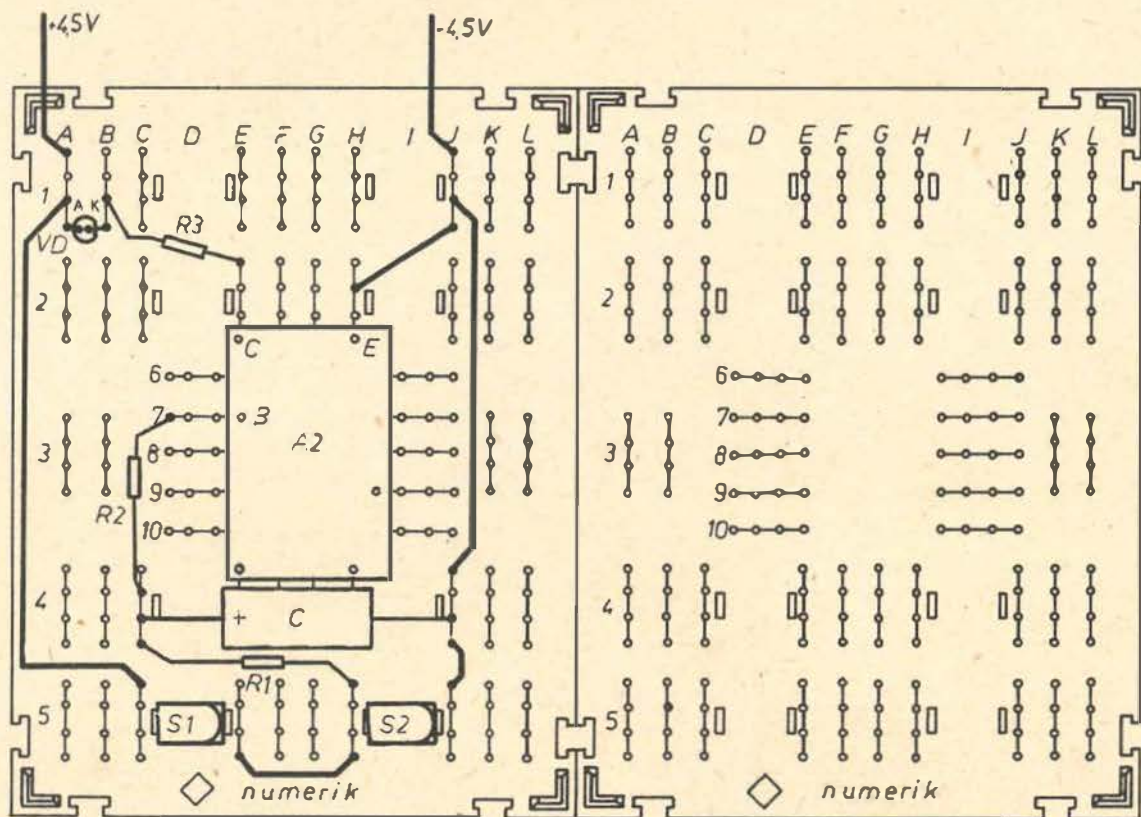 +4,5V -4,5V
A B C D E F G H I J K L A B C D E F G H I J K L
1 A K 1
VD R3
2 2
C E
6 6
7 3 7
3 A2 3
8 8
9 9
R2
10 10
4 4
+ C
R1
5 S1 S2 5
numerik numerik